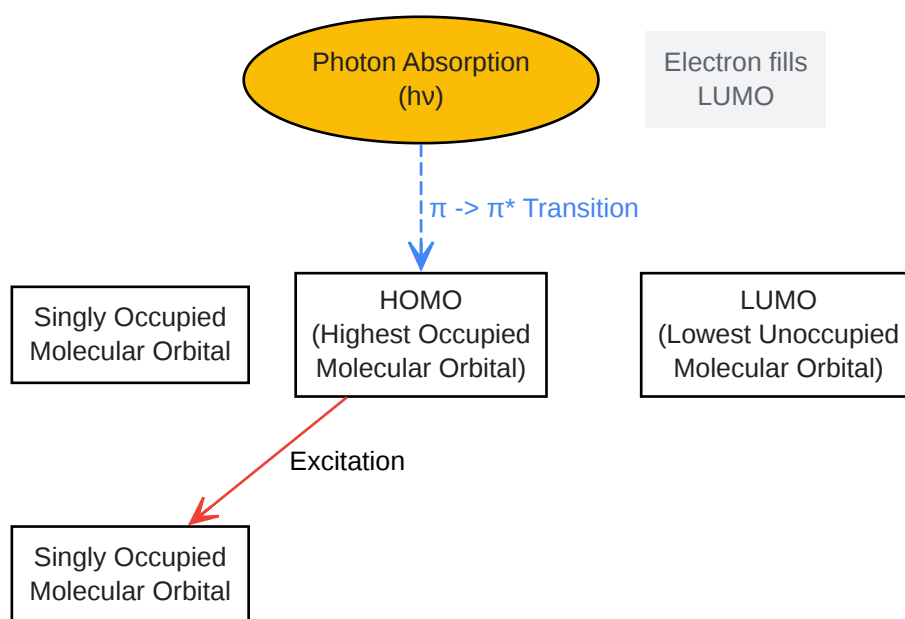 Photon Absorption
(hν)
Electron fills
LUMO
π -> π* Transition
Singly Occupied
Molecular Orbital
HOMO
(Highest Occupied
Molecular Orbital)
LUMO
(Lowest Unoccupied
Molecular Orbital)
Excitation
Singly Occupied
Molecular Orbital